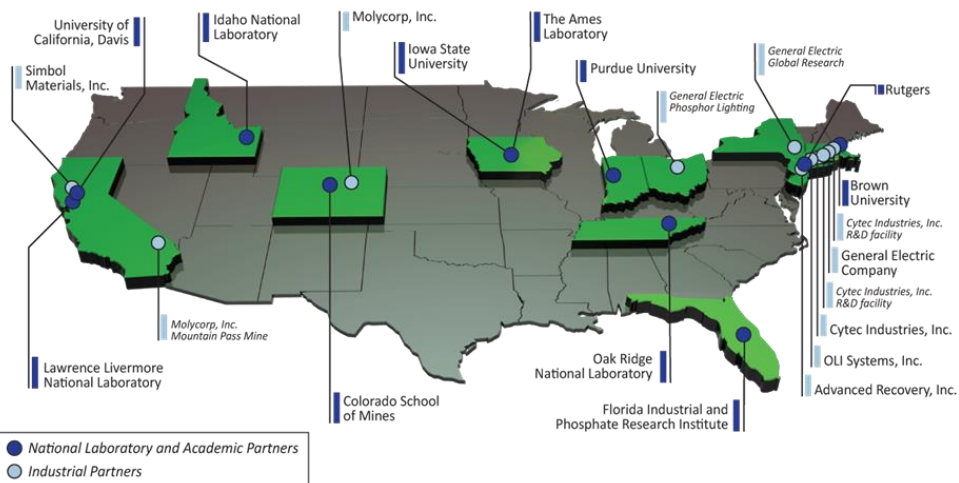 University of
California, Davis
Idaho National
Laboratory
Molycorp, Inc.
The Ames
Laboratory
Iowa State
University
Simbol
Materials, Inc.
Purdue University
General Electric
Global Research
General Electric
Phosphor Lighting
Rutgers
Brown
University
Cytec Industries, Inc.
R&D facility
General Electric
Company
Cytec Industries, Inc.
R&D facility
Cytec Industries, Inc.
OLI Systems, Inc.
Advanced Recovery, Inc.
Molycorp, Inc.
Mountain Pass Mine
Lawrence Livermore
National Laboratory
Colorado School
of Mines
Oak Ridge
National Laboratory
Florida Industrial and
Phosphate Research Institute
National Laboratory and Academic Partners
Industrial Partners